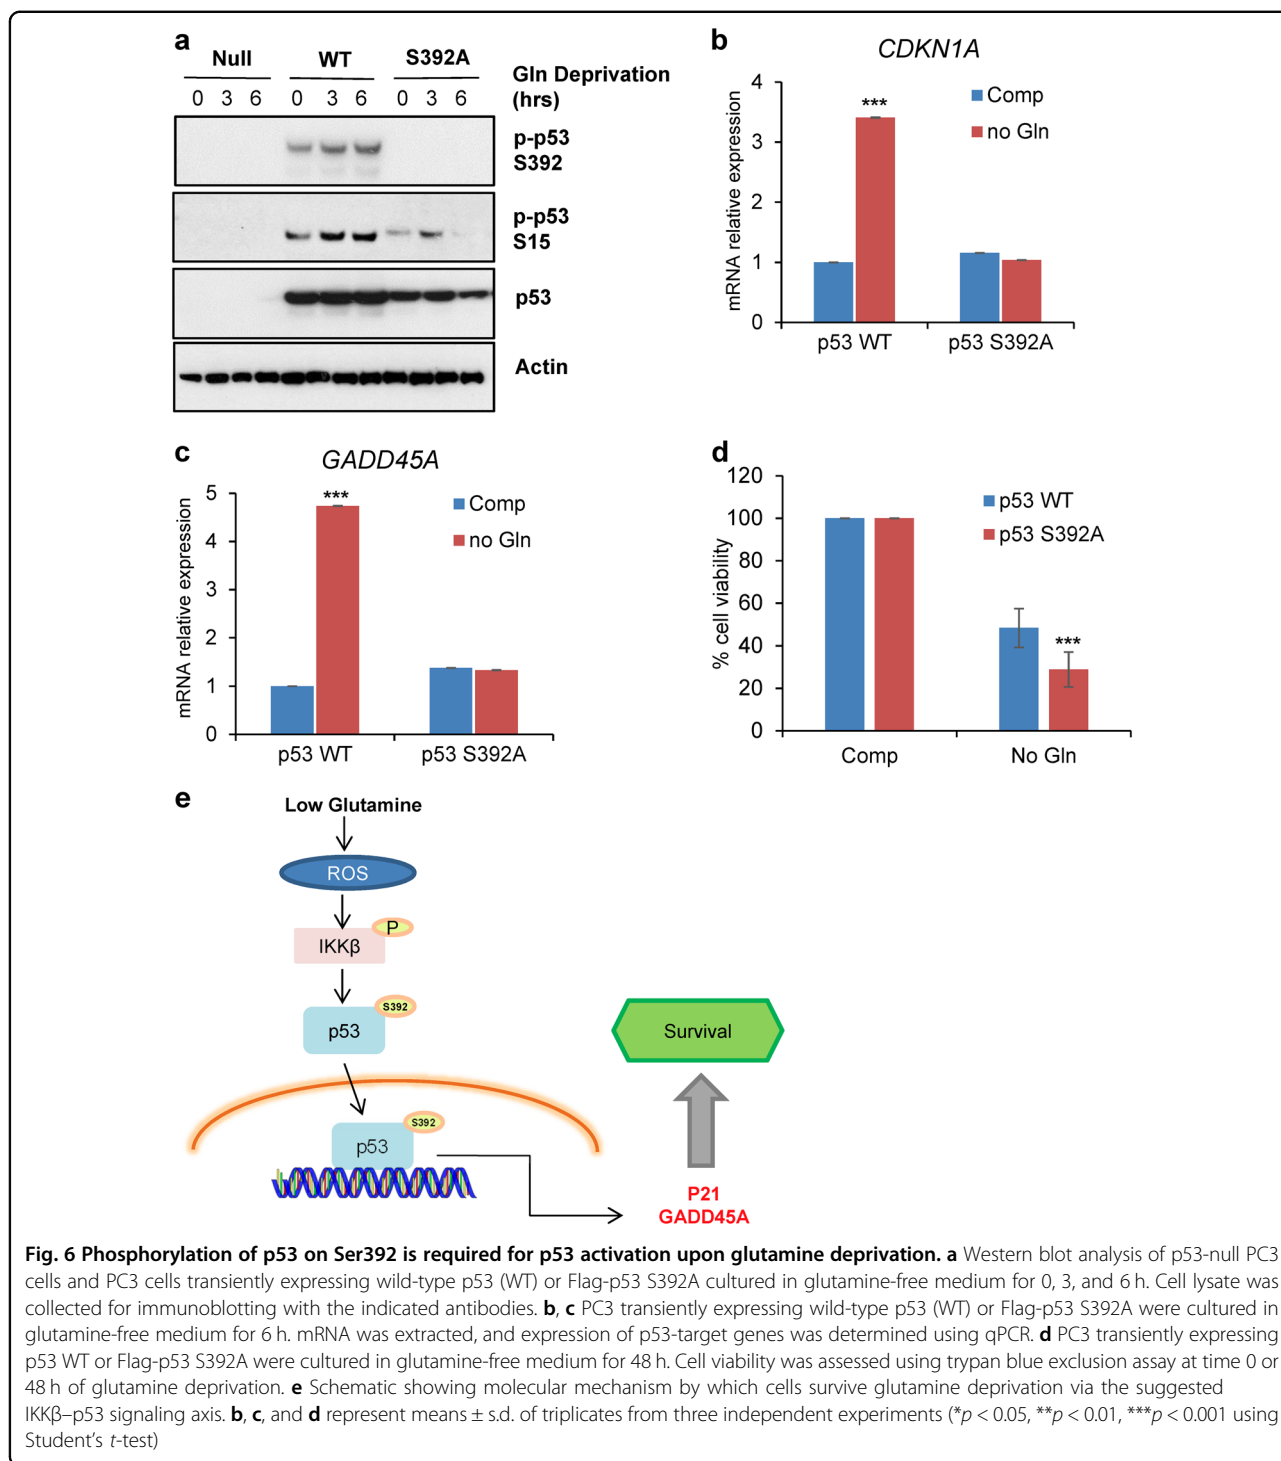 a
Null WT S392A
0 3 6 0 3 6 0 3 6
Gln Deprivation
(hrs)
p-p53
S392
p-p53
S15
p53
Actin
b
CDKN1A
mRNA relative expression
4
3
2
1
0
Comp
no Gln
***
p53 WT p53 S392A
c
GADD45A
mRNA relative expression
5
4
3
2
1
0
Comp
no Gln
***
p53 WT p53 S392A
d
% cell viability
120
100
80
60
40
20
0
p53 WT
p53 S392A
***
Comp No Gln
e
Low Glutamine
ROS
P
IKKβ
S392
p53
S392
p53
Survival
P21
GADD45A
Fig. 6 Phosphorylation of p53 on Ser392 is required for p53 activation upon glutamine deprivation. a Western blot analysis of p53-null PC3
cells and PC3 cells transiently expressing wild-type p53 (WT) or Flag-p53 S392A cultured in glutamine-free medium for 0, 3, and 6 h. Cell lysate was
collected for immunoblotting with the indicated antibodies. b, c PC3 transiently expressing wild-type p53 (WT) or Flag-p53 S392A were cultured in
glutamine-free medium for 6 h. mRNA was extracted, and expression of p53-target genes was determined using qPCR. d PC3 transiently expressing
p53 WT or Flag-p53 S392A were cultured in glutamine-free medium for 48 h. Cell viability was assessed using trypan blue exclusion assay at time 0 or
48 h of glutamine deprivation. e Schematic showing molecular mechanism by which cells survive glutamine deprivation via the suggested
IKKβ–p53 signaling axis. b, c, and d represent means ± s.d. of triplicates from three independent experiments (*p < 0.05, **p < 0.01, ***p < 0.001 using
Student's t-test)